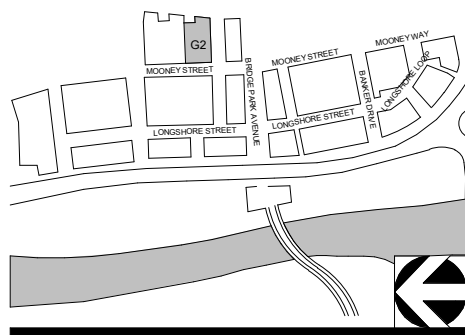 G2
MOONEY STREET
LONGSHORE STREET
BRIDGE PARK AVENUE
MOONEY STREET
LONGSHORE STREET
BANKER DRIVE
MOONEY WAY
LONGSHORE LOOP